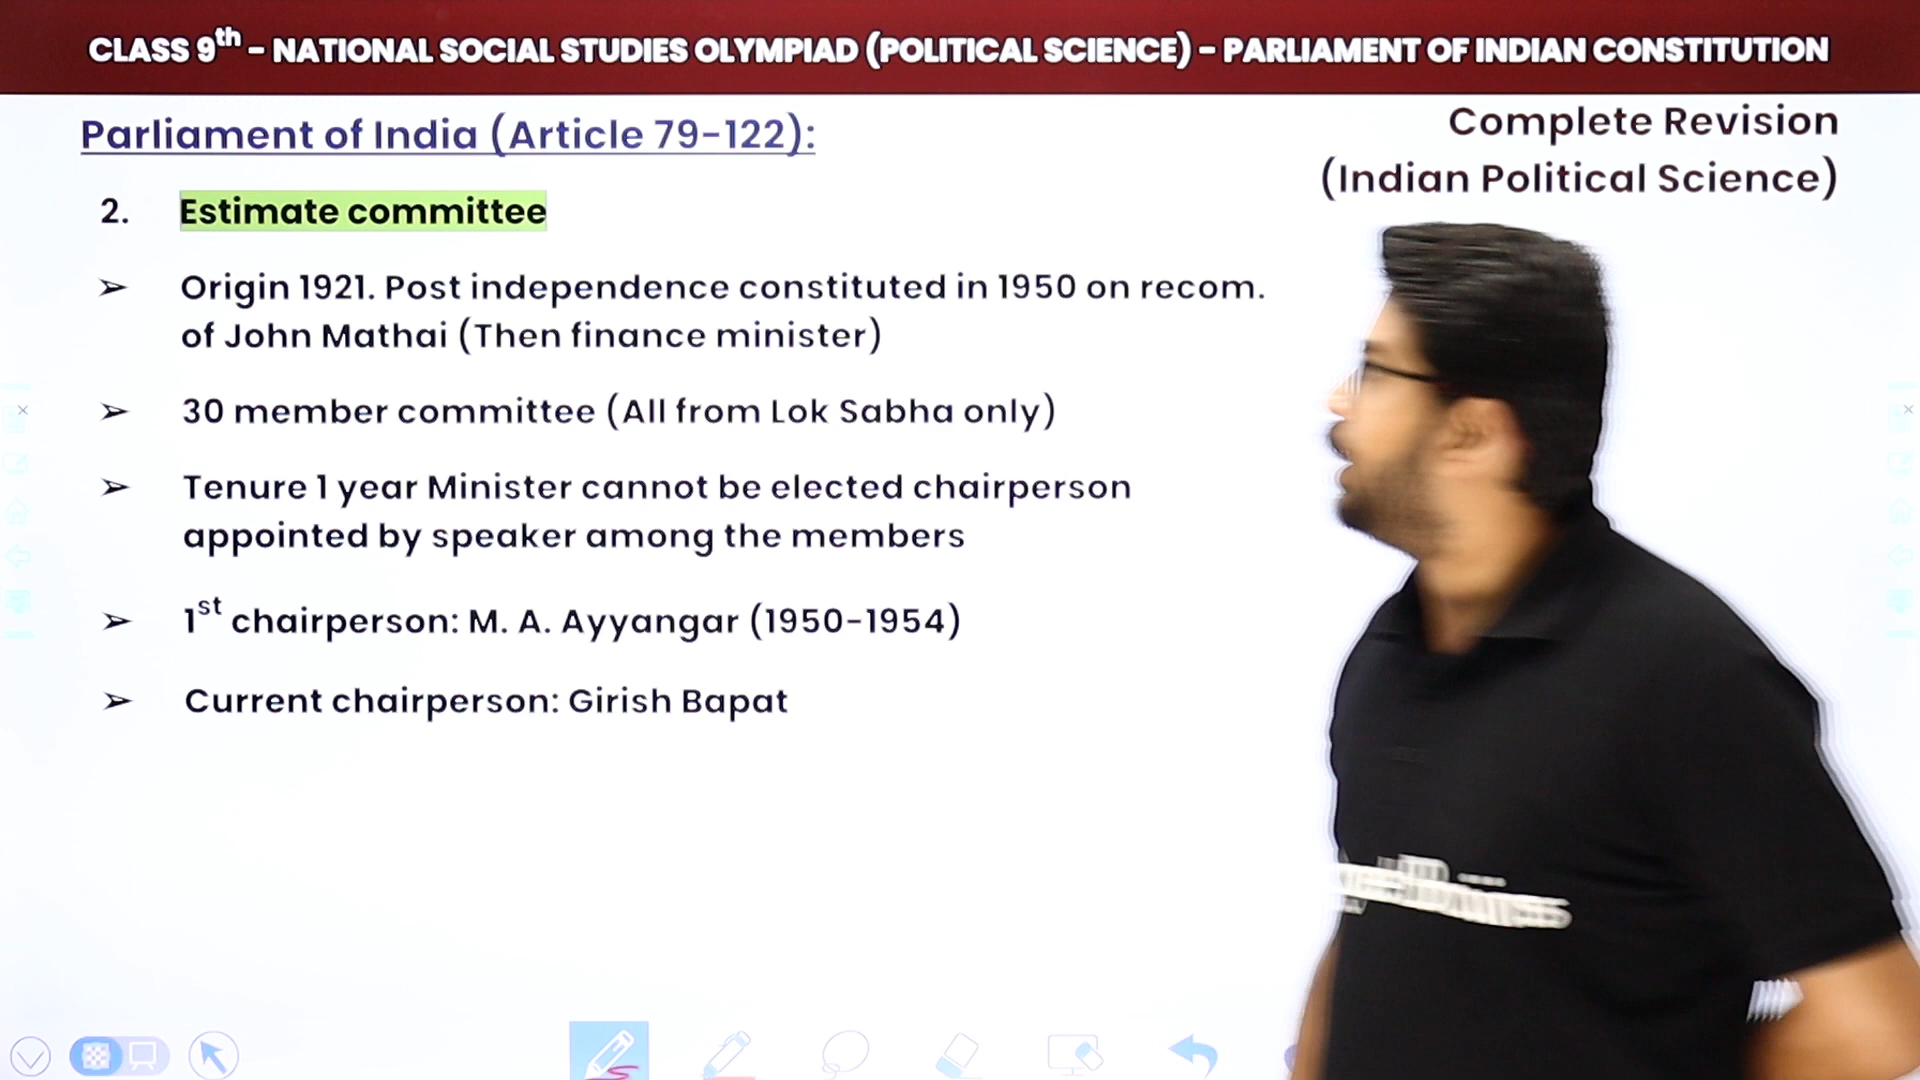 CLASS 9th - NATIONAL SOCIAL STUDIES OLYMPIAD (POLITICAL SCIENCE) - PARLIAMENT OF INDIAN CONSTITUTION
Complete Revision
(Indian Political Science)
Parliament of India (Article 79-122):
2. Estimate committee
➢ Origin 1921. Post independence constituted in 1950 on recom.
of John Mathai (Then finance minister)
➢ 30 member committee (All from Lok Sabha only)
➢ Tenure 1 year Minister cannot be elected chairperson
appointed by speaker among the members
➢ 1st chairperson: M. A. Ayyangar (1950-1954)
➢ Current chairperson: Girish Bapat